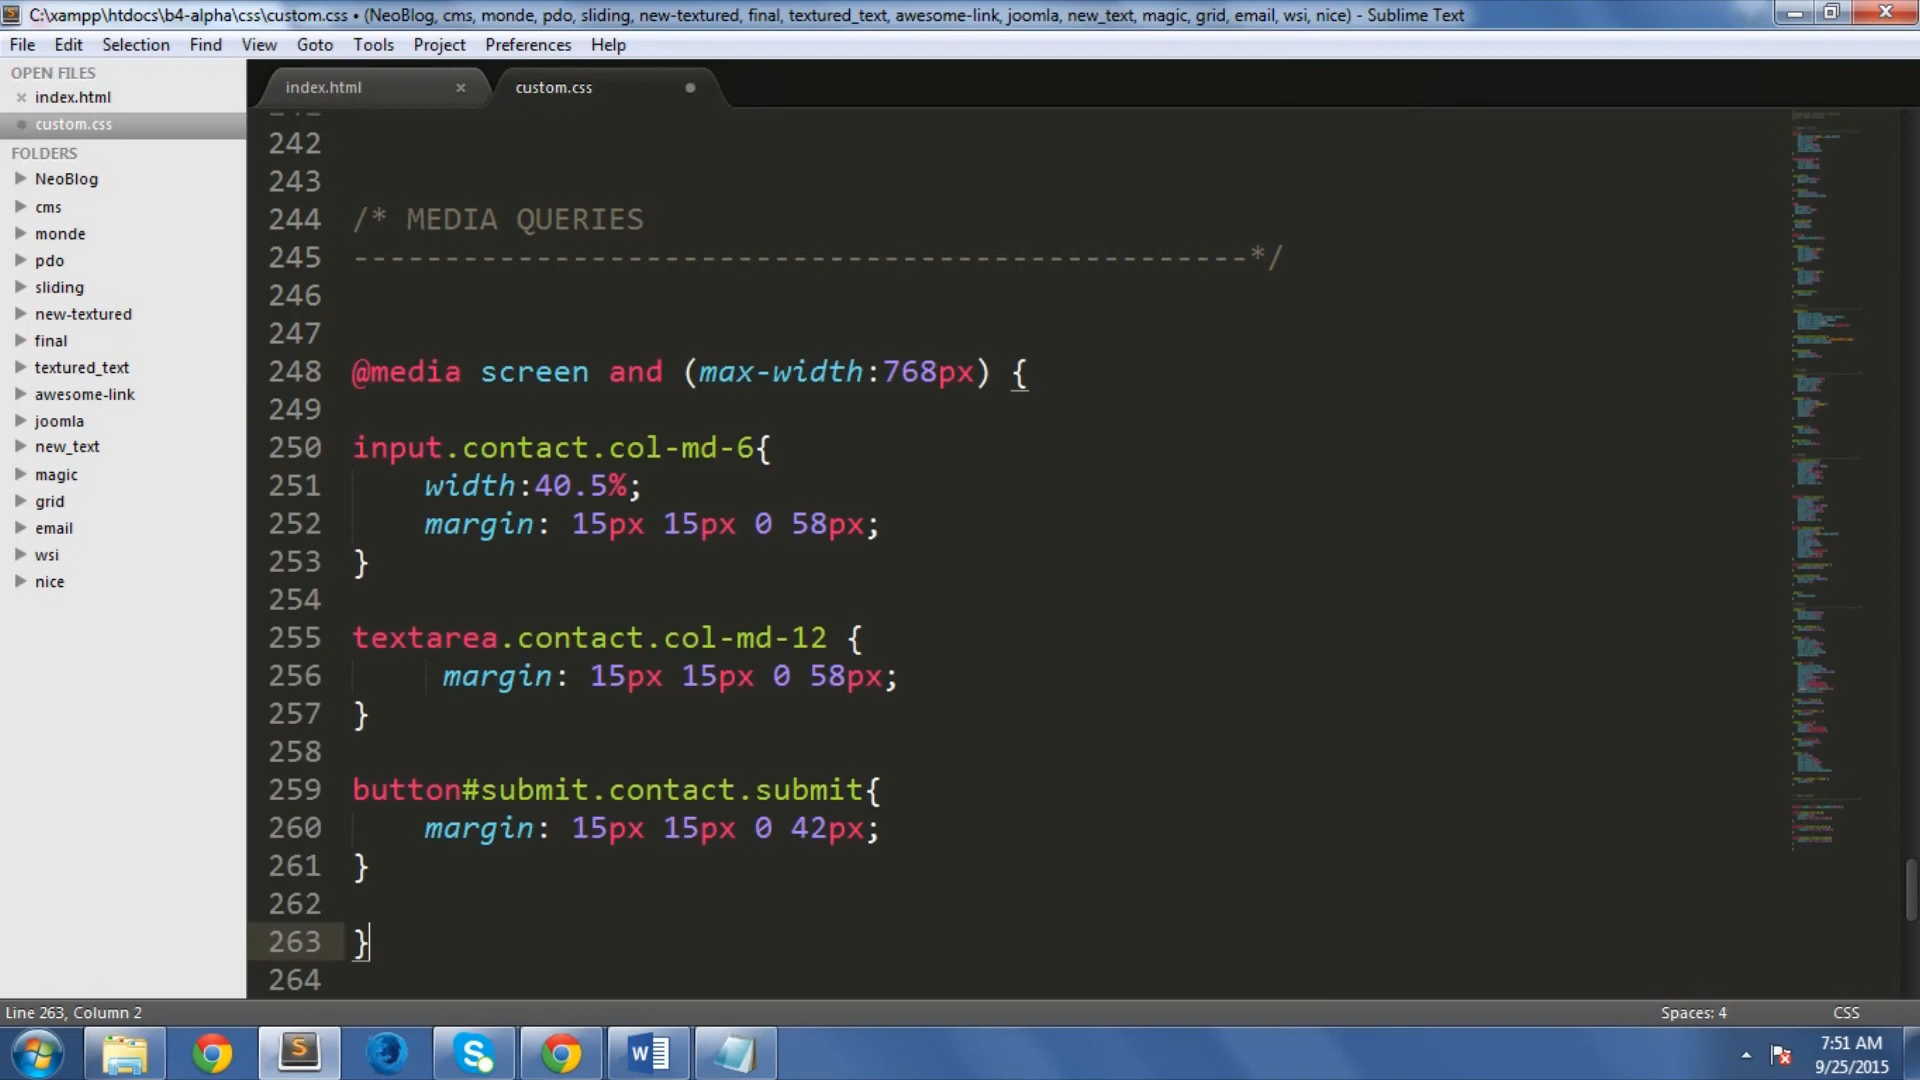 C:\xampp\htdocs\b4-alpha\css\custom.css • (NeoBlog, cms, monde, pdo, sliding, new-textured, final, textured_text, awesome-link, joomla, new_text, magic, grid, email, wsi, nice) - Sublime Text
File Edit Selection Find View Goto Tools Project Preferences Help
OPEN FILES
index.html
custom.css
FOLDERS
NeoBlog
cms
monde
pdo
sliding
new-textured
final
textured_text
awesome-link
joomla
new_text
magic
grid
email
wsi
nice
index.html
custom.css
242
243
244 /* MEDIA QUERIES
245 -------------------------------------------------*/
246
247
248 @media screen and (max-width:768px) {
249
250 input.contact.col-md-6{
251 width:40.5%;
252 margin: 15px 15px 0 58px;
253 }
254
255 textarea.contact.col-md-12 {
256 margin: 15px 15px 0 58px;
257 }
258
259 button#submit.contact.submit{
260 margin: 15px 15px 0 42px;
261 }
262
263 }
264
Line 263, Column 2
Spaces: 4
CSS
7:51 AM
9/25/2015